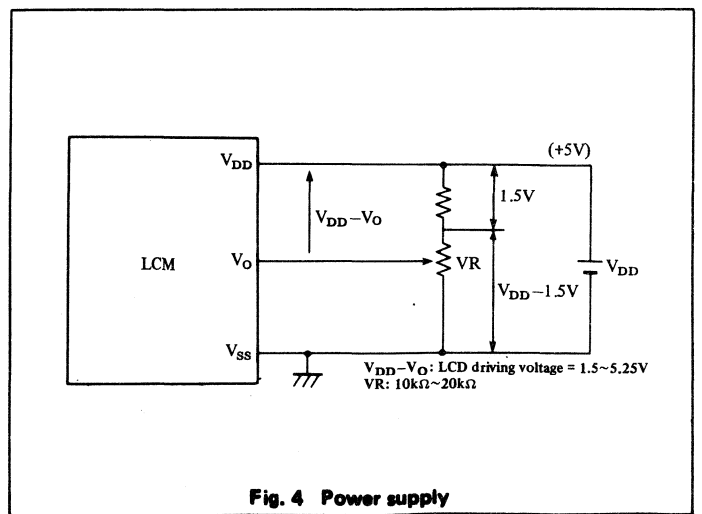 (+5V)
V_DD
1.5V
V_DD−V_O
LCM
V_O
VR
V_DD
V_DD−1.5V
V_SS
V_DD−V_O: LCD driving voltage = 1.5~5.25V
VR: 10kΩ~20kΩ
Fig. 4 Power supply